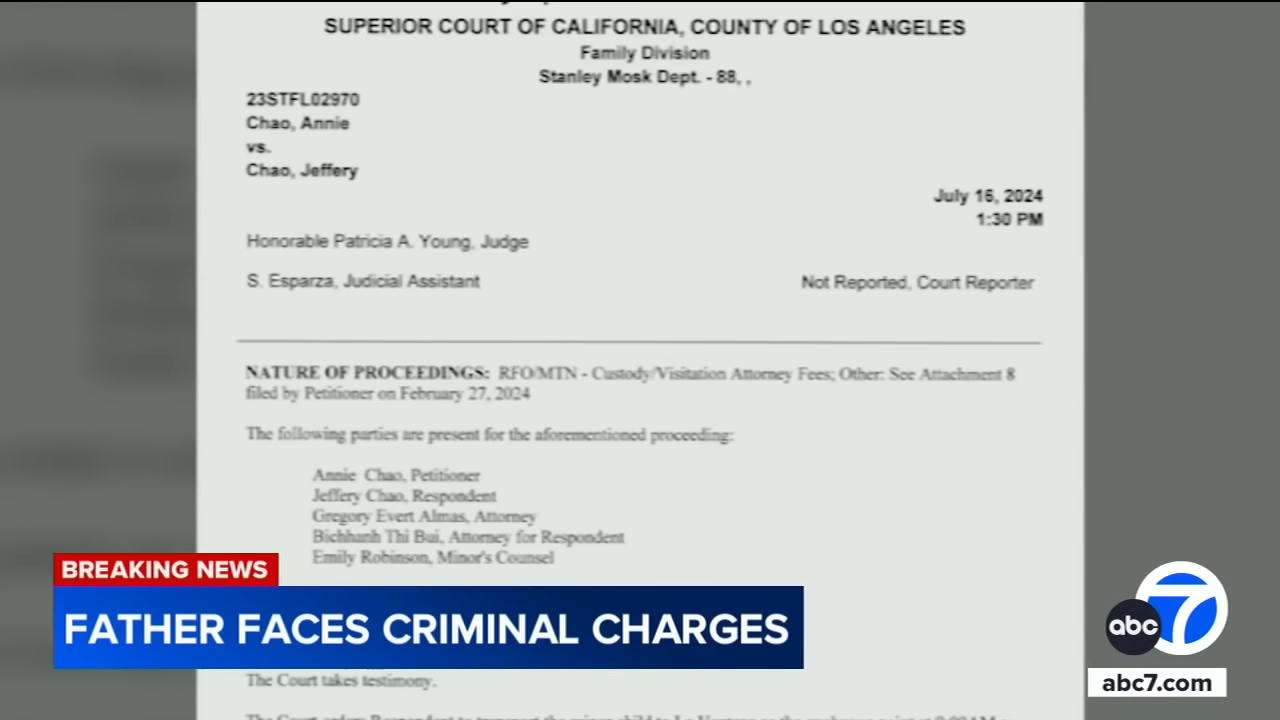 SUPERIOR COURT OF CALIFORNIA, COUNTY OF LOS ANGELES
Family Division
Stanley Mosk Dept. - 88, ,
23STFL02970
Chao, Annie
vs.
Chao, Jeffery
July 16, 2024
1:30 PM
Honorable Patricia A. Young, Judge
S. Esparza, Judicial Assistant
Not Reported, Court Reporter
NATURE OF PROCEEDINGS: RFO/MTN - Custody/Visitation Attorney Fees; Other: See Attachment 8
filed by Petitioner on February 27, 2024
The following parties are present for the aforementioned proceeding:
Annie Chao, Petitioner
Jeffery Chao, Respondent
Gregory Evert Almas, Attorney
Bichhanh Thi Bui, Attorney for Respondent
Emily Robinson, Minor's Counsel
BREAKING NEWS
FATHER FACES CRIMINAL CHARGES
abc 7
abc7.com
The Court takes testimony.